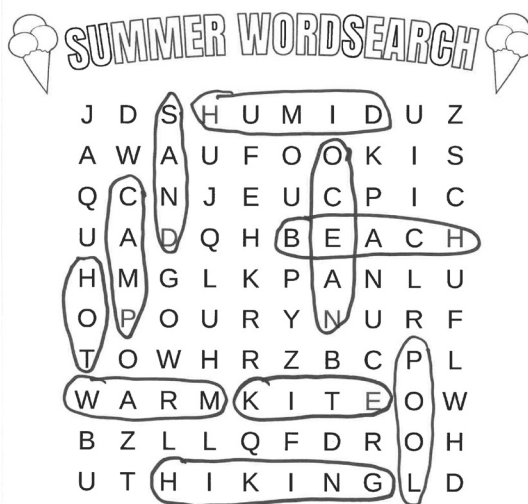 SUMMER WORDSEARCH
J D S H U M I D U Z
A W A U F O O K I S
Q C N J E U C P I C
U A D Q H B E A C H
H M G L K P A N L U
O P O U R Y N U R F
T O W H R Z B C P L
W A R M K I T E O W
B Z L L Q F D R O H
U T H I K I N G L D